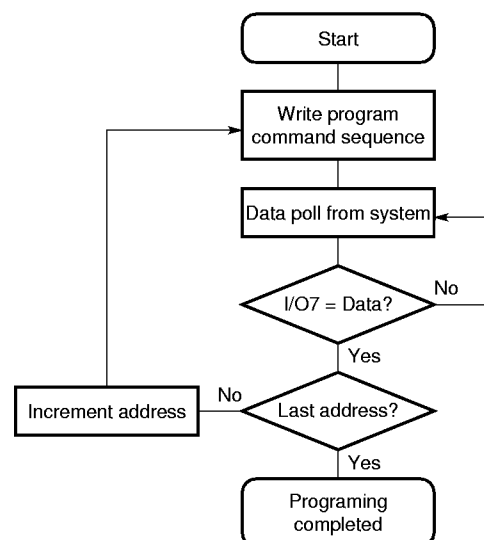 Start
Write program
command sequence
Data poll from system
I/O7 = Data?
No
Yes
Increment address
No
Last address?
Yes
Programing
completed